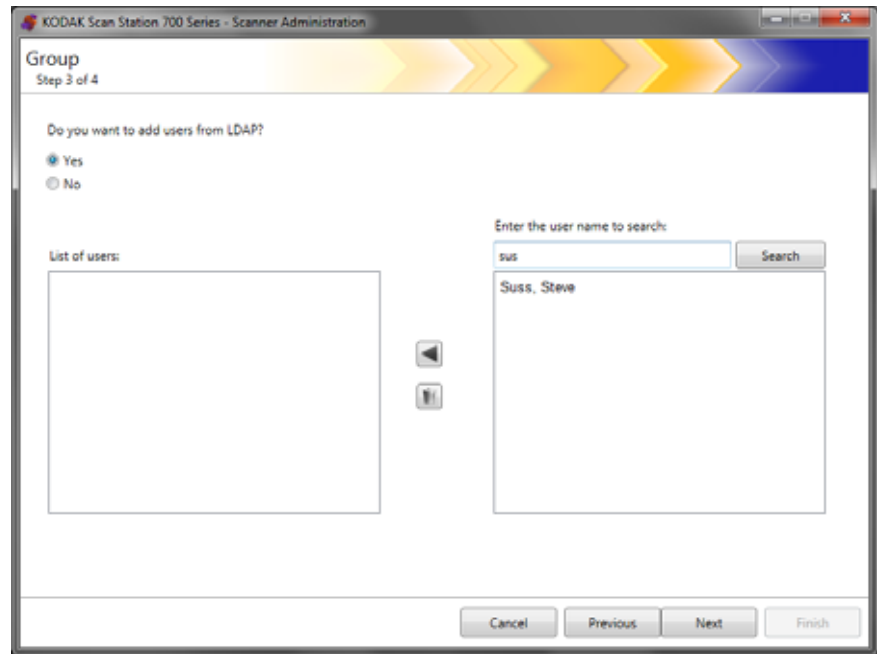 KODAK Scan Station 700 Series - Scanner Administration
Group
Step 3 of 4
Do you want to add users from LDAP?
Yes
No
Enter the user name to search:
List of users:
sus
Search
Suss, Steve
Cancel
Previous
Next
Finish